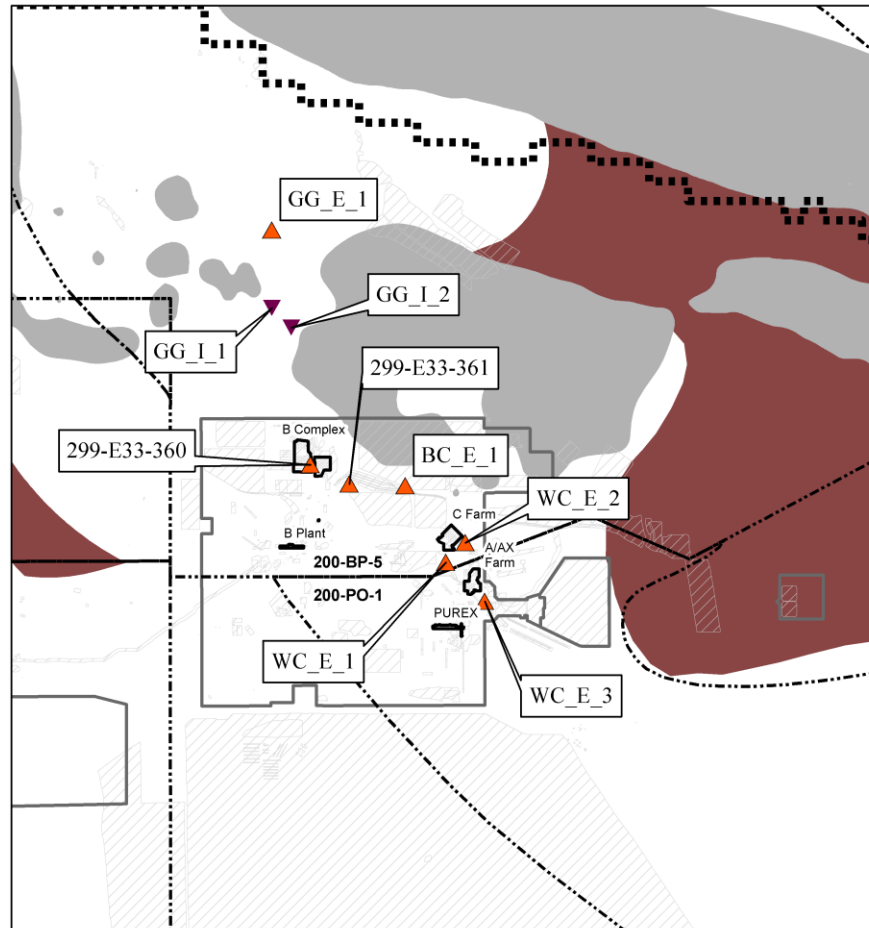 GG_E_1
GG_I_2
GG_I_1
299-E33-361
B Complex
299-E33-360
BC_E_1
WC_E_2
C Farm
B Plant
A/AX
Farm
200-BP-5
200-PO-1
PUREX
WC_E_1
WC_E_3